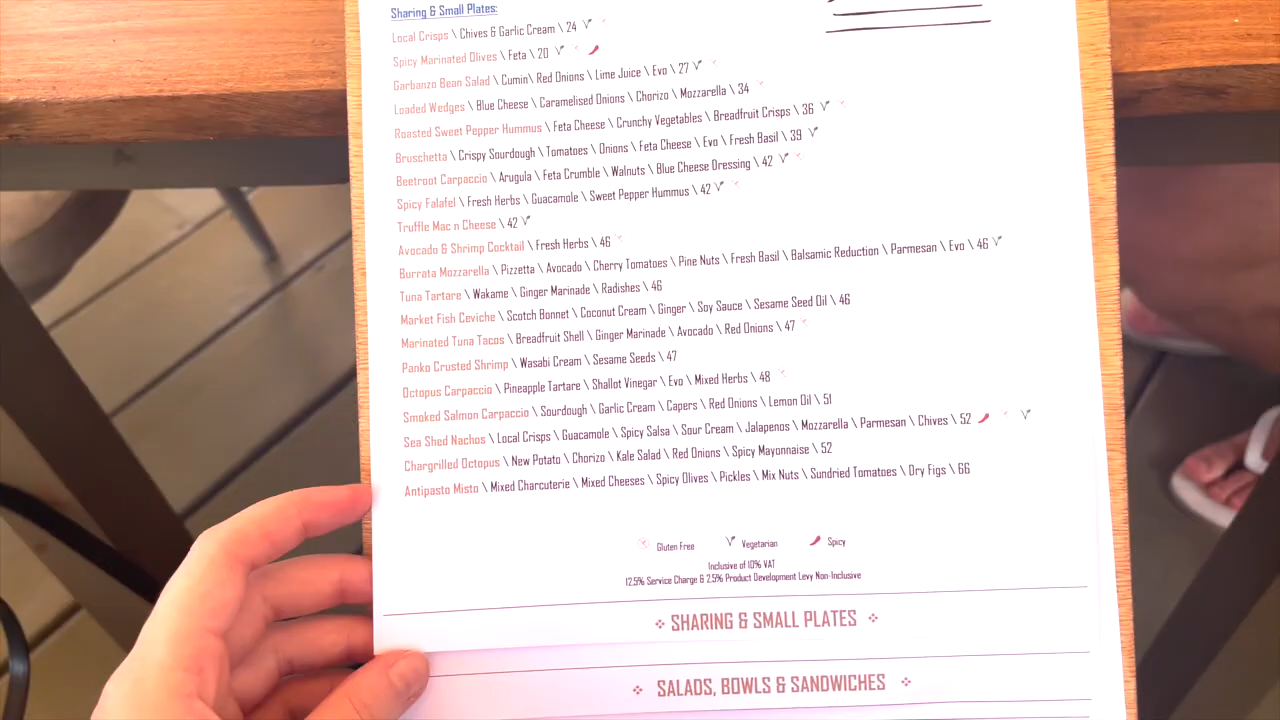 Sharing & Small Plates:
Local Crisps \ Chives & Garlic Cream \ 24
Spicy Marinated Olives \ Feta \ 20
Garbanzo Bean Salad \ Cumin\ Red Onions \ Lime Juice \ Evo \ 27
Loaded Wedges \ Blue Cheese \ Caramelised Onions \ Chorizo \ Mozzarella \ 34
Roasted Sweet Pepper Hummus \ Feta Cheese \ Crunchy Vegetables \ Breadfruit Crisps \ 36
Bruschetta \ Crispy Sourdough \ Tomatoes \ Onions \ Feta Cheese \ Evo \ Fresh Basil \ 39
Beetroot Carpaccio \ Arugula \ Feta Crumble \ Walnuts \ Blue Cheese Dressing \ 42
Spicy Falafel \ Fresh Herbs \ Guacamole \ Sweet Pepper Hummus \ 42
Truffle Mac n Cheese \ 42
Avocado & Shrimp Cocktail \ Fresh Herbs \ 46
Burrata Mozzarella \ Pizzetta \ Avocado \ Cherry Tomatoes \ Pine Nuts \ Fresh Basil \ Balsamic Reduction \ Parmesan \ Evo \ 46
Tuna Tartare \ Wakame \ Ginger Marinade \ Radishes \ 46
Market Fish Ceviche \ Scotch Bonnet \ Coconut Cream \ Ginger \ Soy Sauce \ Sesame Seed Oil \ 46
Marinated Tuna Tacos \ Breadfruit Shell \ Ginger Marinade \ Avocado \ Red Onions \ 47
Panko Crusted Shrimp \ Wasabi Cream \ Sesame Seeds \ 47
Octopus Carpaccio \ Pineapple Tartare \ Shallot Vinegar \ Evo \ Mixed Herbs \ 48
Smoked Salmon Carpaccio \ Sourdough \ Garlic Cream \ Capers \ Red Onions \ Lemon Oil \ 51
Sea Shed Nachos \ Local Crisps \ Guacamole \ Spicy Salsa \ Sour Cream \ Jalapenos \ Mozzarella \ Parmesan \ Chives \ 52
Chargrilled Octopus \ New Potato \ Chorizo \ Kale Salad \ Red Onions \ Spicy Mayonnaise \ 52
Antipasto Misto \ Mixed Charcuterie \ Mixed Cheeses \ Spicy Olives \ Pickles \ Mix Nuts \ Sundried Tomatoes \ Dry Figs \ 66
Gluten Free Vegetarian Spicy
Inclusive of 10% VAT
12.5% Service Charge & 2.5% Product Development Levy Non-Inclusive
SHARING & SMALL PLATES
SALADS, BOWLS & SANDWICHES